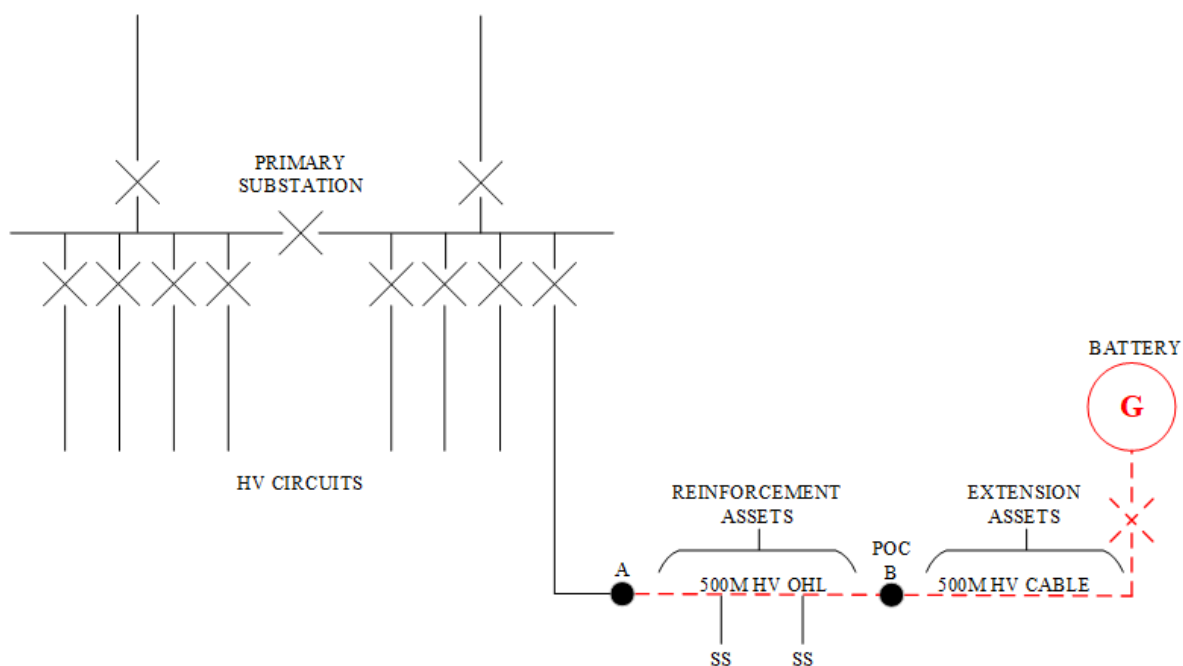 PRIMARY
SUBSTATION
BATTERY
G
HV CIRCUITS
REINFORCEMENT
ASSETS
EXTENSION
ASSETS
POC
A
B
500M HV OHL
500M HV CABLE
SS
SS